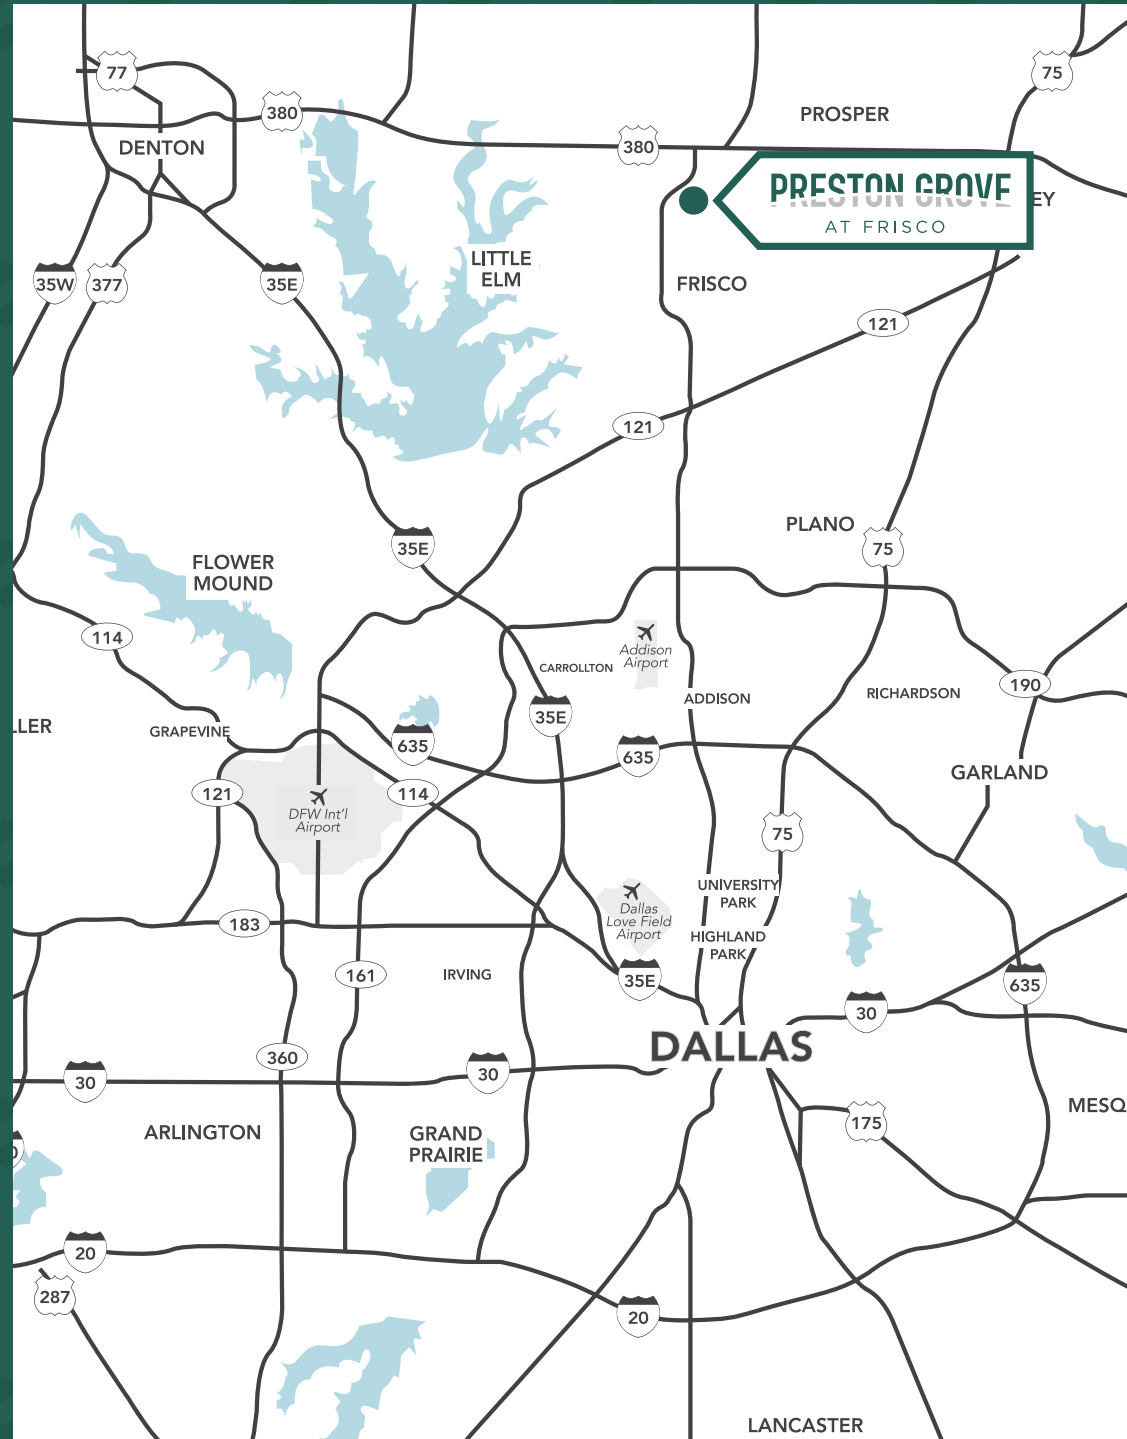 77
75
380
PROSPER
380
DENTON
PRESTON GROVE
EY
AT FRISCO
LITTLE
ELM
35W
377
35E
FRISCO
121
121
PLANO
35E
75
FLOWER
MOUND
114
Addison
Airport
CARROLLTON
190
RICHARDSON
ADDISON
35E
LLER
GRAPEVINE
635
635
GARLAND
121
114
DFW Int'l
Airport
75
UNIVERSITY
PARK
Dallas
Love Field
Airport
183
HIGHLAND
PARK
161
IRVING
35E
635
30
DALLAS
360
30
30
MESQ
175
ARLINGTON
GRAND
PRAIRIE
20
287
20
LANCASTER